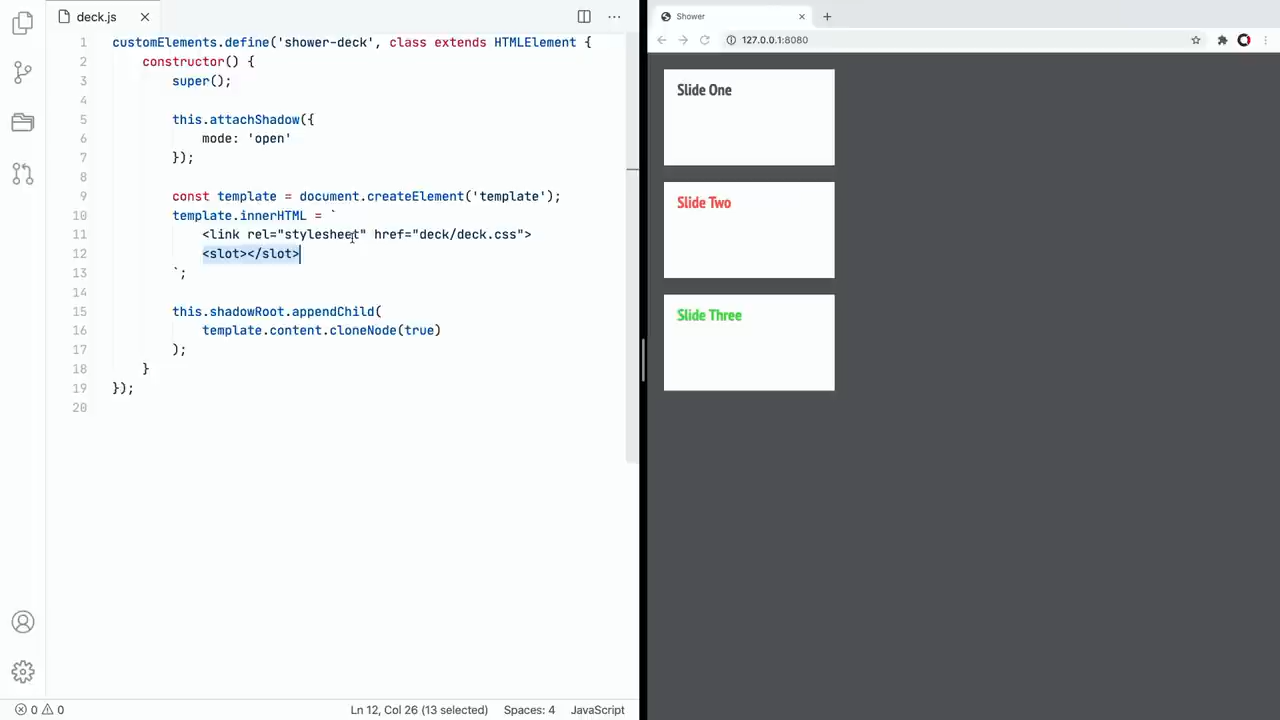 deck.js
1 customElements.define('shower-deck', class extends HTMLElement {
2 constructor() {
3 super();
4
5 this.attachShadow({
6 mode: 'open'
7 });
8
9 const template = document.createElement('template');
10 template.innerHTML = `
11 <link rel="stylesheet" href="deck/deck.css">
12 <slot></slot>
13 `;
14
15 this.shadowRoot.appendChild(
16 template.content.cloneNode(true)
17 );
18 }
19 });
20
0 0
Ln 12, Col 26 (13 selected)
Spaces: 4
JavaScript
Shower
127.0.0.1:8080
Slide One
Slide Two
Slide Three